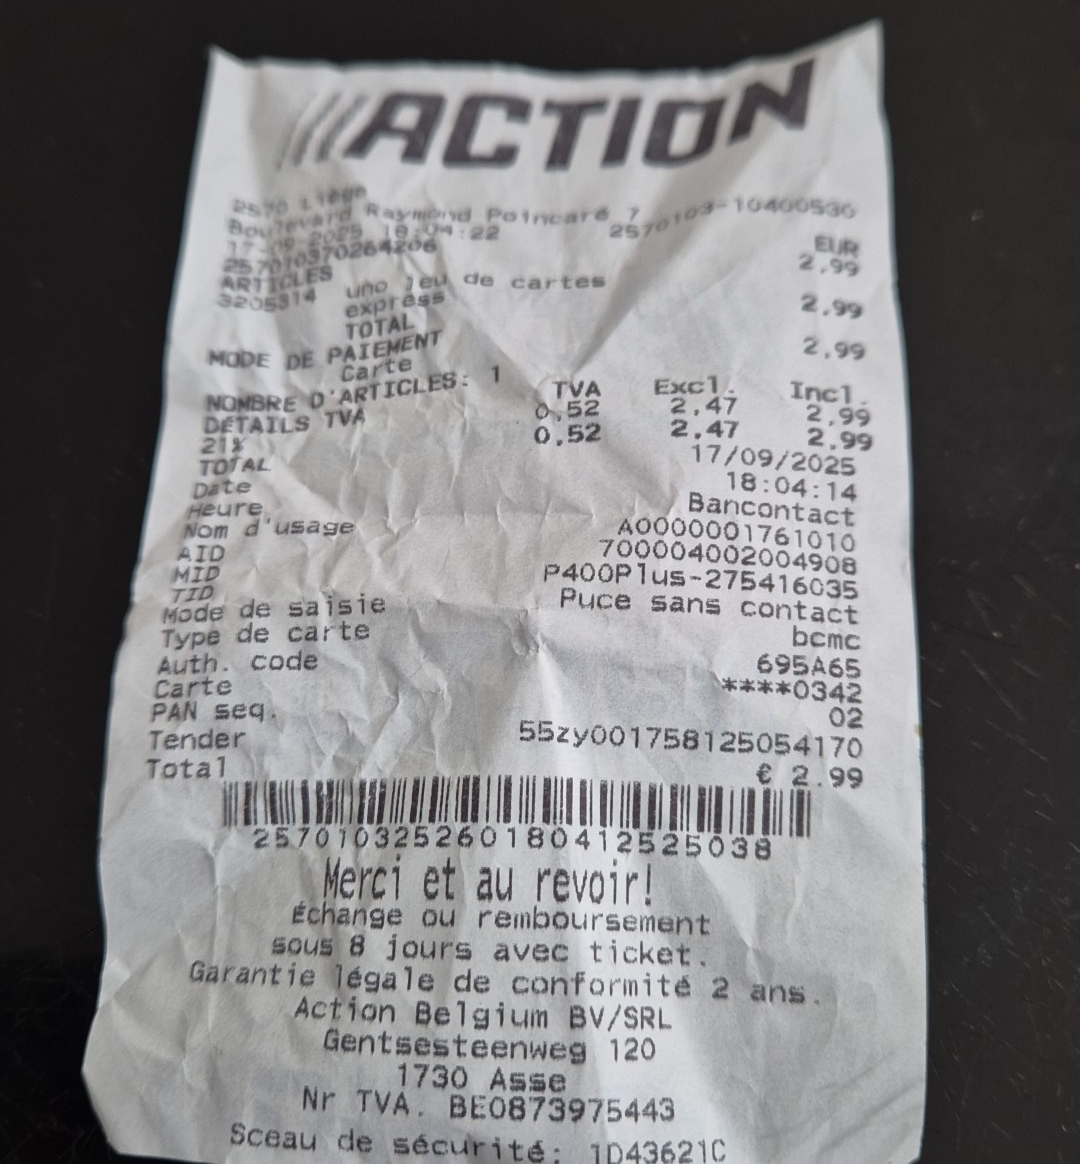 ACTION
2570 Liège
Boulevard Raymond Poincaré 7
17-09-2025 18:04:22 2570103-10400530
257010370264206
ARTICLES EUR
3205314 uno jeu de cartes 2,99
express
TOTAL 2,99
MODE DE PAIEMENT
Carte 2,99
NOMBRE D'ARTICLES: 1
DÉTAILS TVA TVA Excl. Incl.
21% 0,52 2,47 2,99
TOTAL 0,52 2,47 2,99
Date 17/09/2025
Heure 18:04:14
Nom d'usage Bancontact
AID A0000001761010
MID 700004002004908
TID P400Plus-275416035
Mode de saisie Puce sans contact
Type de carte bcmc
Auth. code 695A65
Carte ****0342
PAN seq. 02
Tender 55zy001758125054170
Total € 2.99
257010325260180412525038
Merci et au revoir!
Échange ou remboursement
sous 8 jours avec ticket.
Garantie légale de conformité 2 ans.
Action Belgium BV/SRL
Gentsesteenweg 120
1730 Asse
Nr TVA. BE0873975443
Sceau de sécurité: 1D43621C